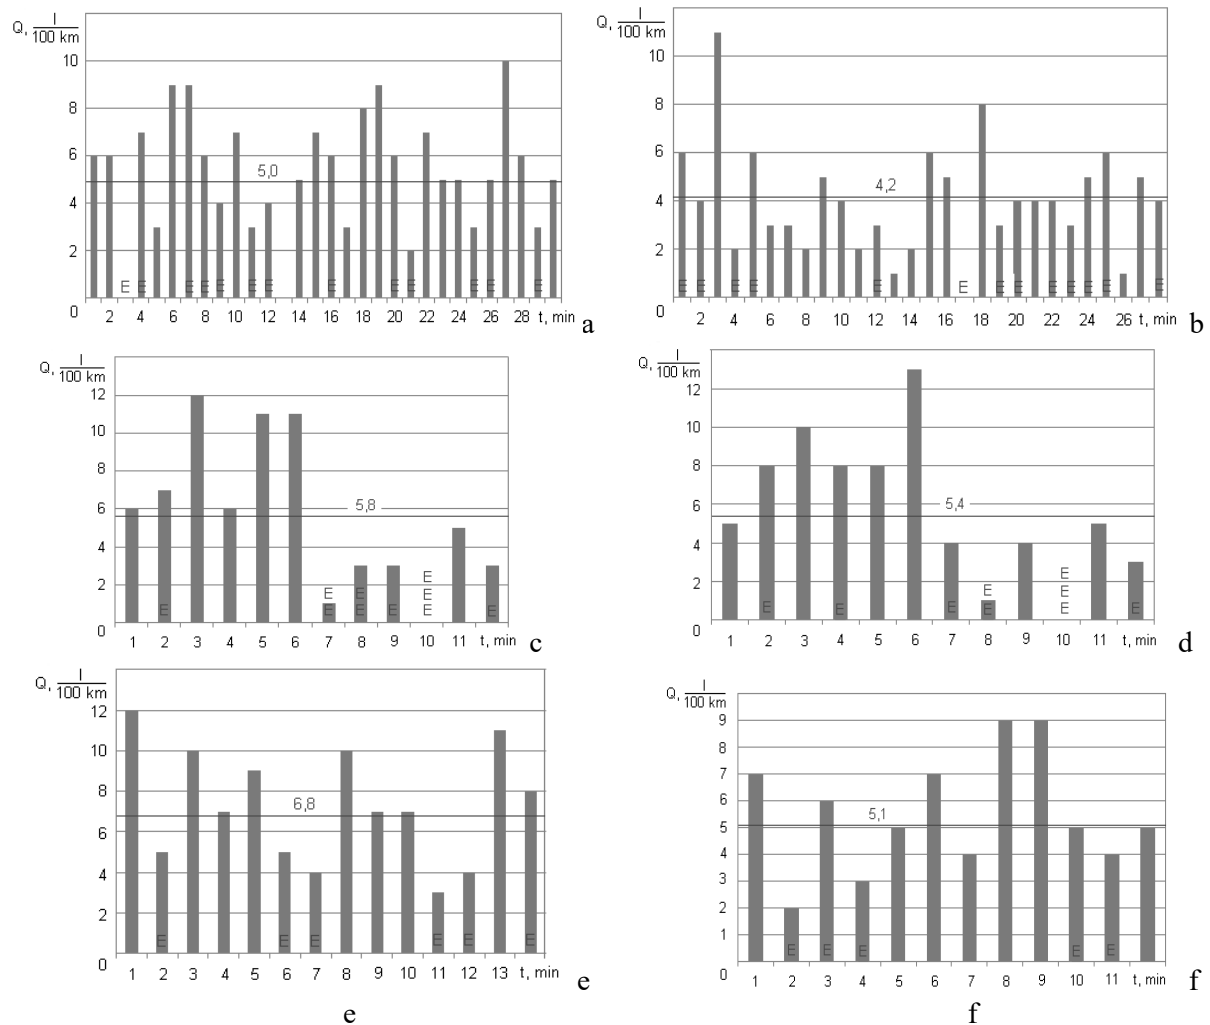 Q, l/100 km
10
8
6
4
2
0
5,0
E E E E E E E E E E E E E E
2 4 6 8 10 12 14 16 18 20 22 24 26 28 t, min
a
Q, l/100 km
10
8
6
4
2
0
4,2
E E E E E E E E E E E E E
2 4 6 8 10 12 14 16 18 20 22 24 26 t, min
b
Q, l/100 km
12
10
8
6
4
2
0
5,8
E
E E E
E E E E E E
1 2 3 4 5 6 7 8 9 10 11 t, min
c
Q, l/100 km
12
10
8
6
4
2
0
5,4
E
E E
E E E E E E
1 2 3 4 5 6 7 8 9 10 11 t, min
d
Q, l/100 km
12
10
8
6
4
2
0
6,8
E E E E E E
1 2 3 4 5 6 7 8 9 10 11 12 13 t, min
e
Q, l/100 km
9
8
7
6
5
4
3
2
1
0
5,1
E E E E E
1 2 3 4 5 6 7 8 9 10 11 t, min
f
e f